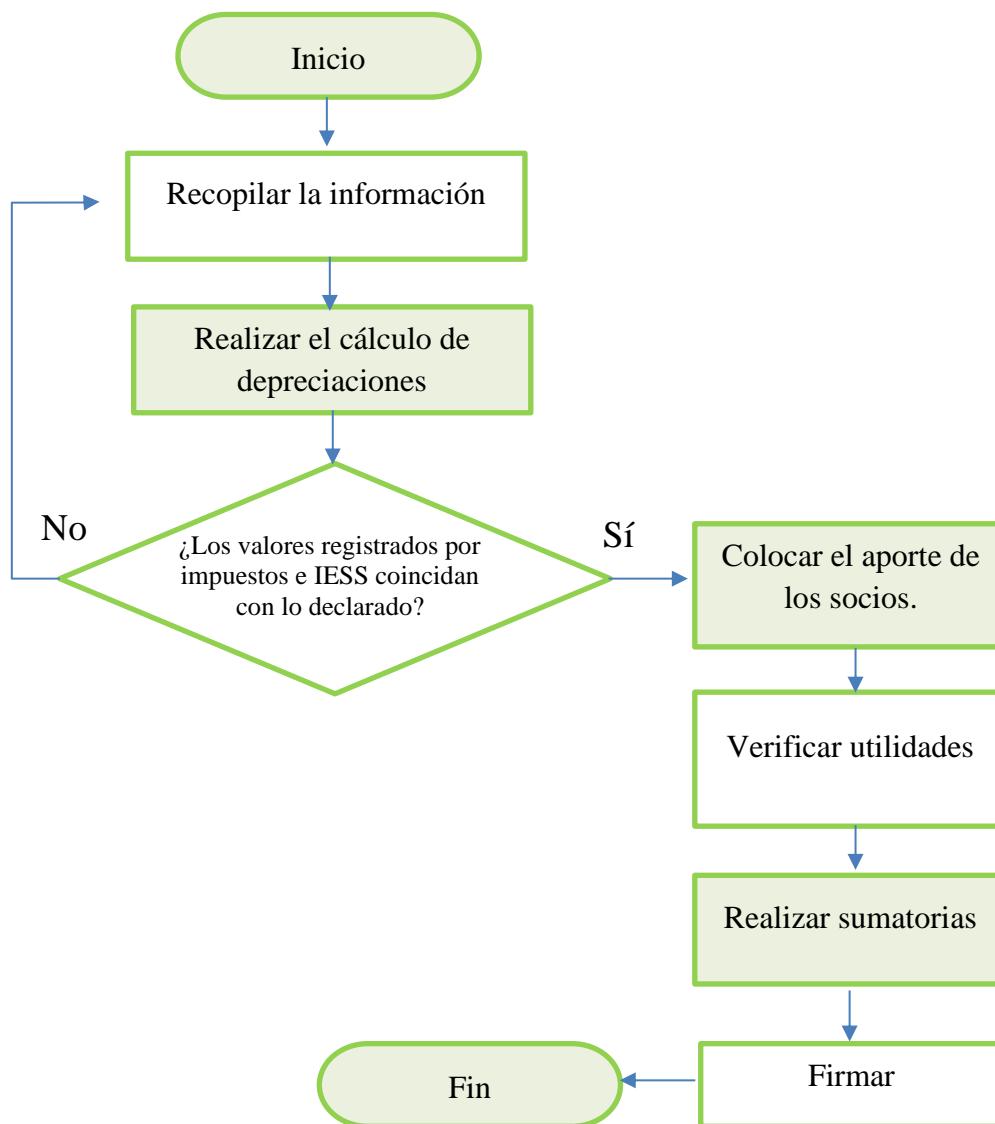 Inicio
Recopilar la información
Realizar el cálculo de
depreciaciones
No
¿Los valores registrados por
impuestos e IESS coincidan
con lo declarado?
Sí
Colocar el aporte de
los socios.
Verificar utilidades
Realizar sumatorias
Firmar
Fin